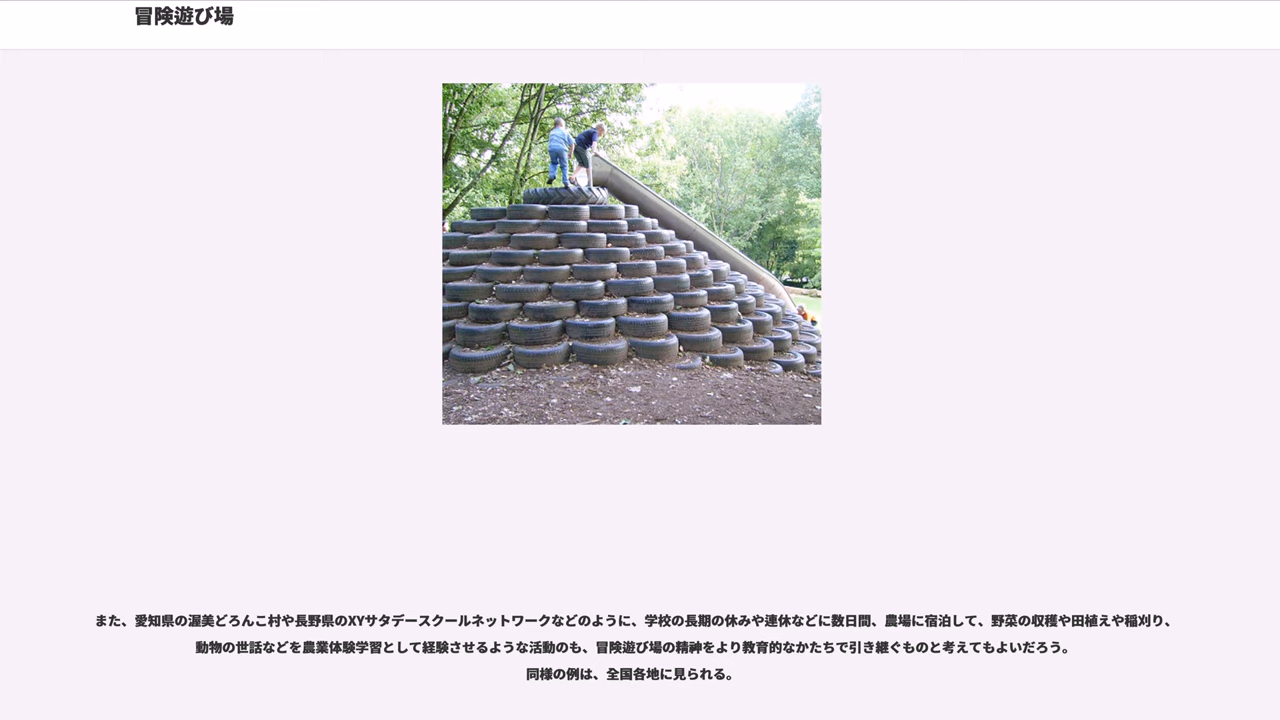 冒険遊び場
また、愛知県の渥美どろんこ村や長野県のXYサタデースクールネットワークなどのように、学校の長期の休みや連休などに数日間、農場に宿泊して、野菜の収穫や田植えや稲刈り、
動物の世話などを農業体験学習として経験させるような活動のも、冒険遊び場の精神をより教育的なかたちで引き継ぐものと考えてもよいだろう。
同様の例は、全国各地に見られる。